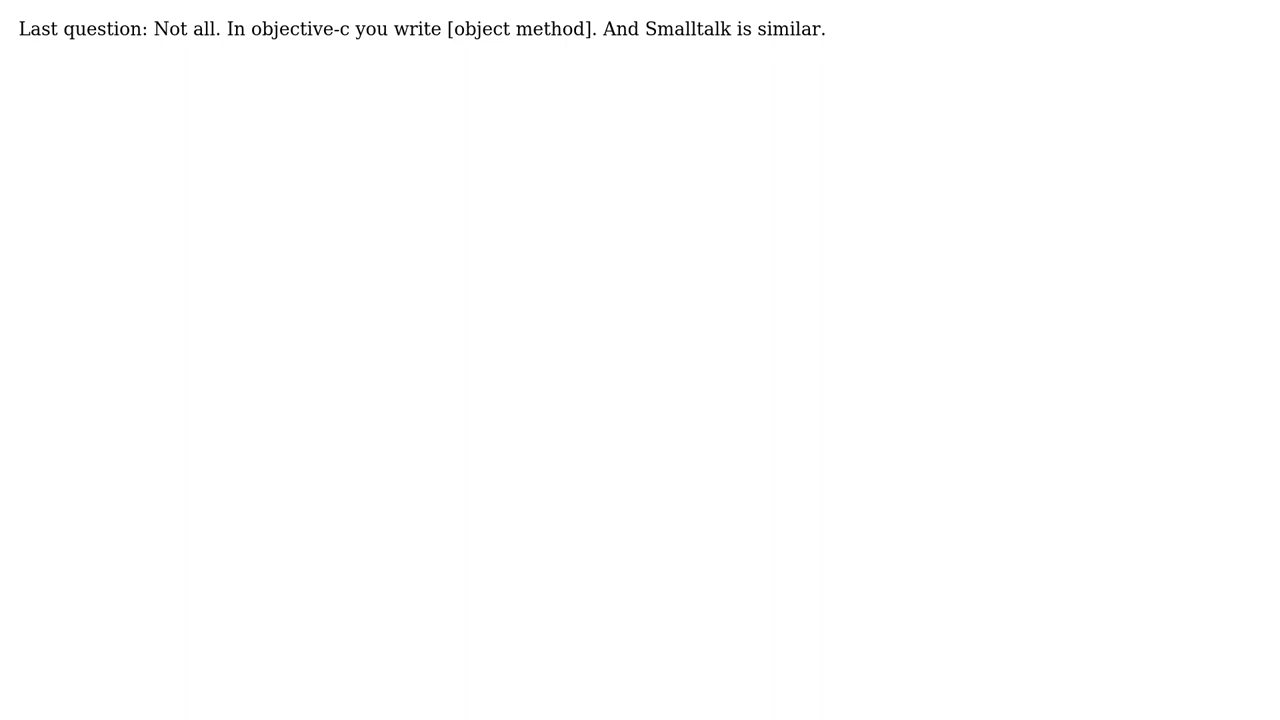 Last question: Not all. In objective-c you write [object method]. And Smalltalk is similar.